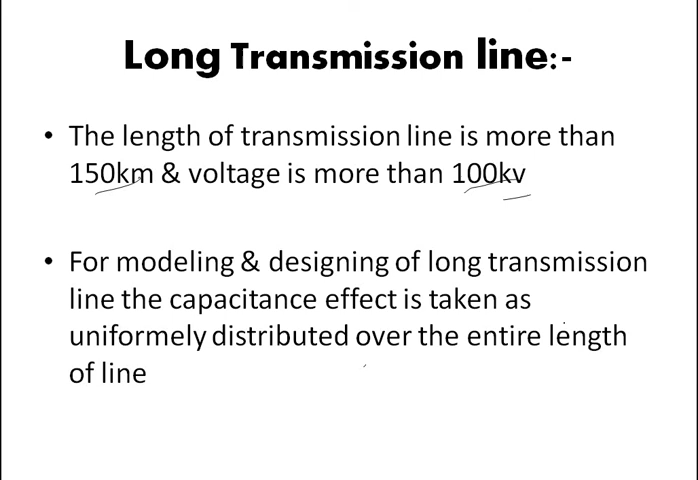 Long Transmission line:-
• The length of transmission line is more than
150km & voltage is more than 100kv
• For modeling & designing of long transmission
line the capacitance effect is taken as
uniformely distributed over the entire length
of line